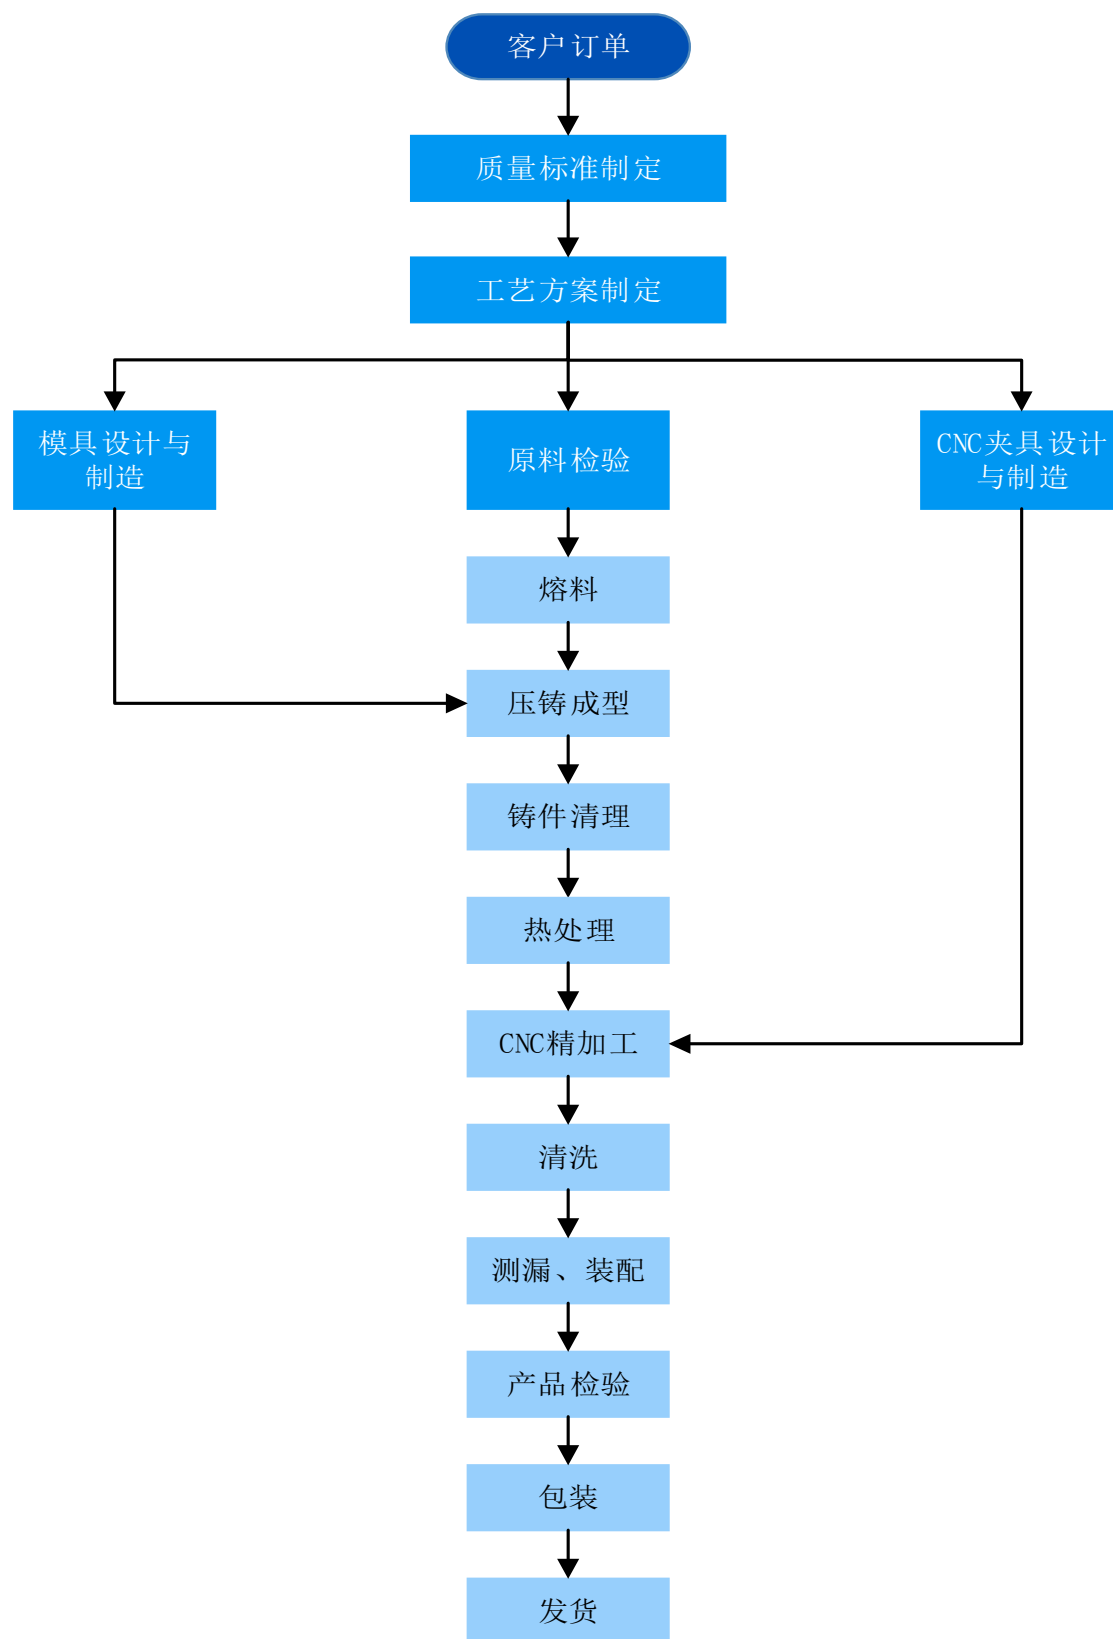 客户订单
质量标准制定
工艺方案制定
模具设计与
制造
原料检验
CNC夹具设计
与制造
熔料
压铸成型
铸件清理
热处理
CNC精加工
清洗
测漏、装配
产品检验
包装
发货